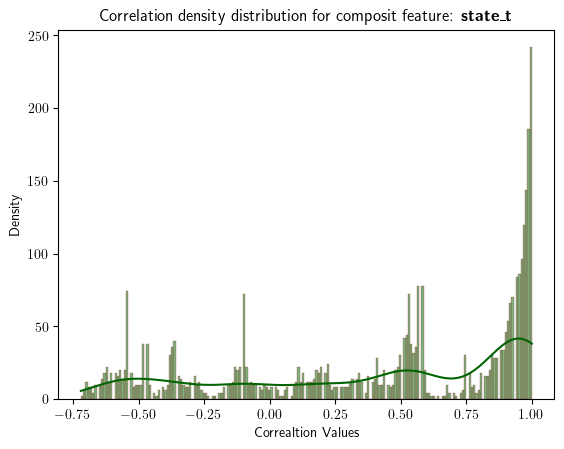 Correlation density distribution for composit feature: state_t
Density
250
200
150
100
50
0
−0.75 −0.50 −0.25 0.00 0.25 0.50 0.75 1.00
Correaltion Values